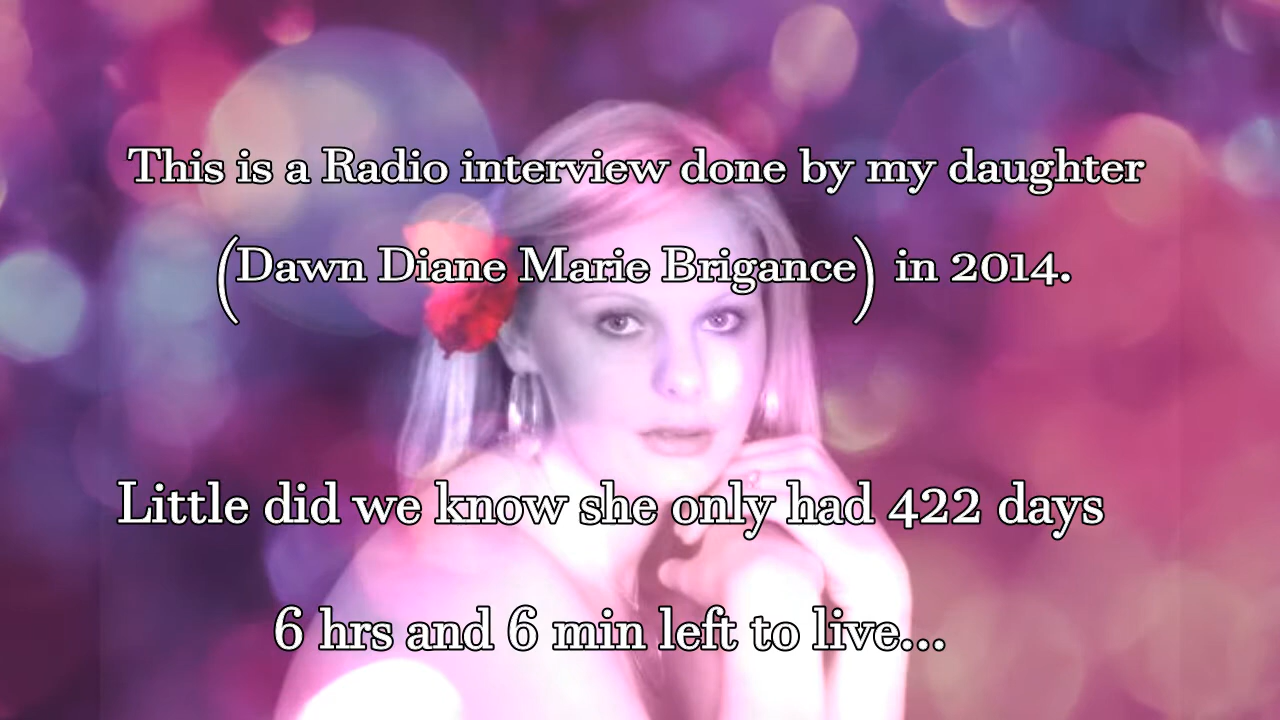 This is a Radio interview done by my daughter
(Dawn Diane Marie Brigance) in 2014.
Little did we know she only had 422 days
6 hrs and 6 min left to live...